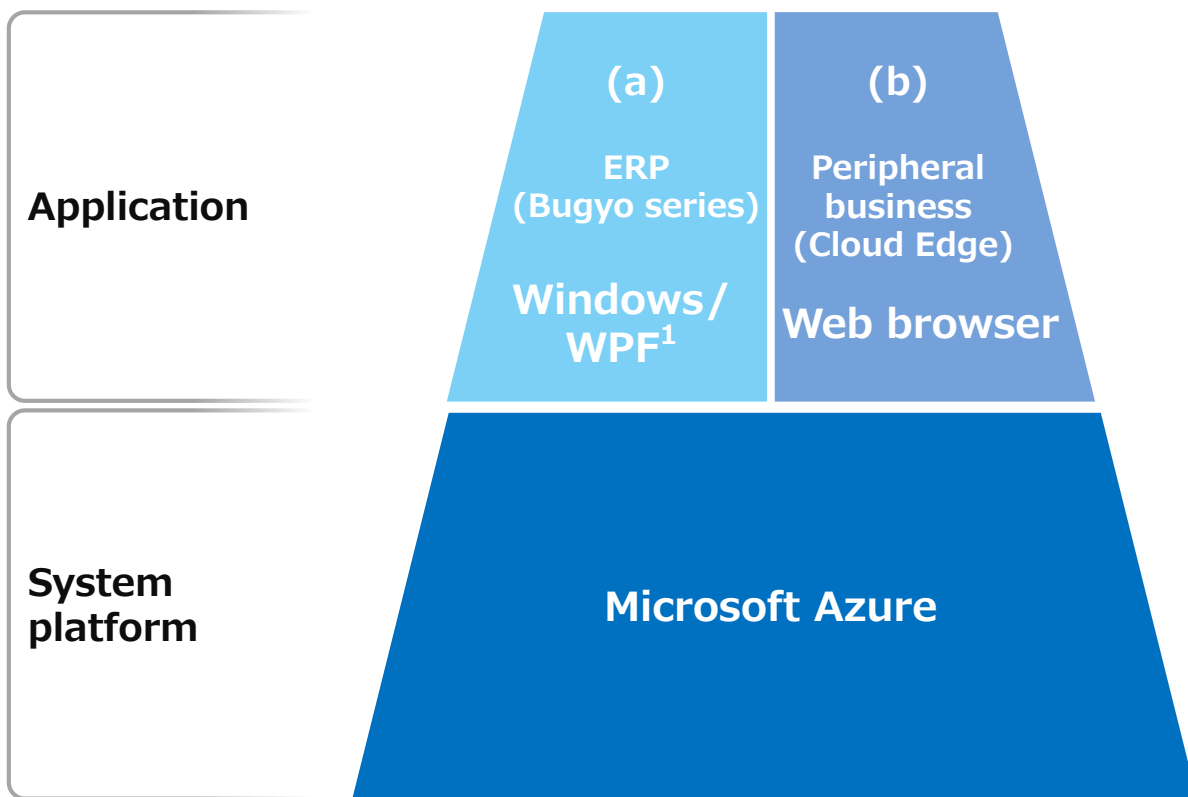 Application
(a)
ERP
(Bugyo series)
Windows/
WPF¹
(b)
Peripheral
business
(Cloud Edge)
Web browser
System
platform
Microsoft Azure